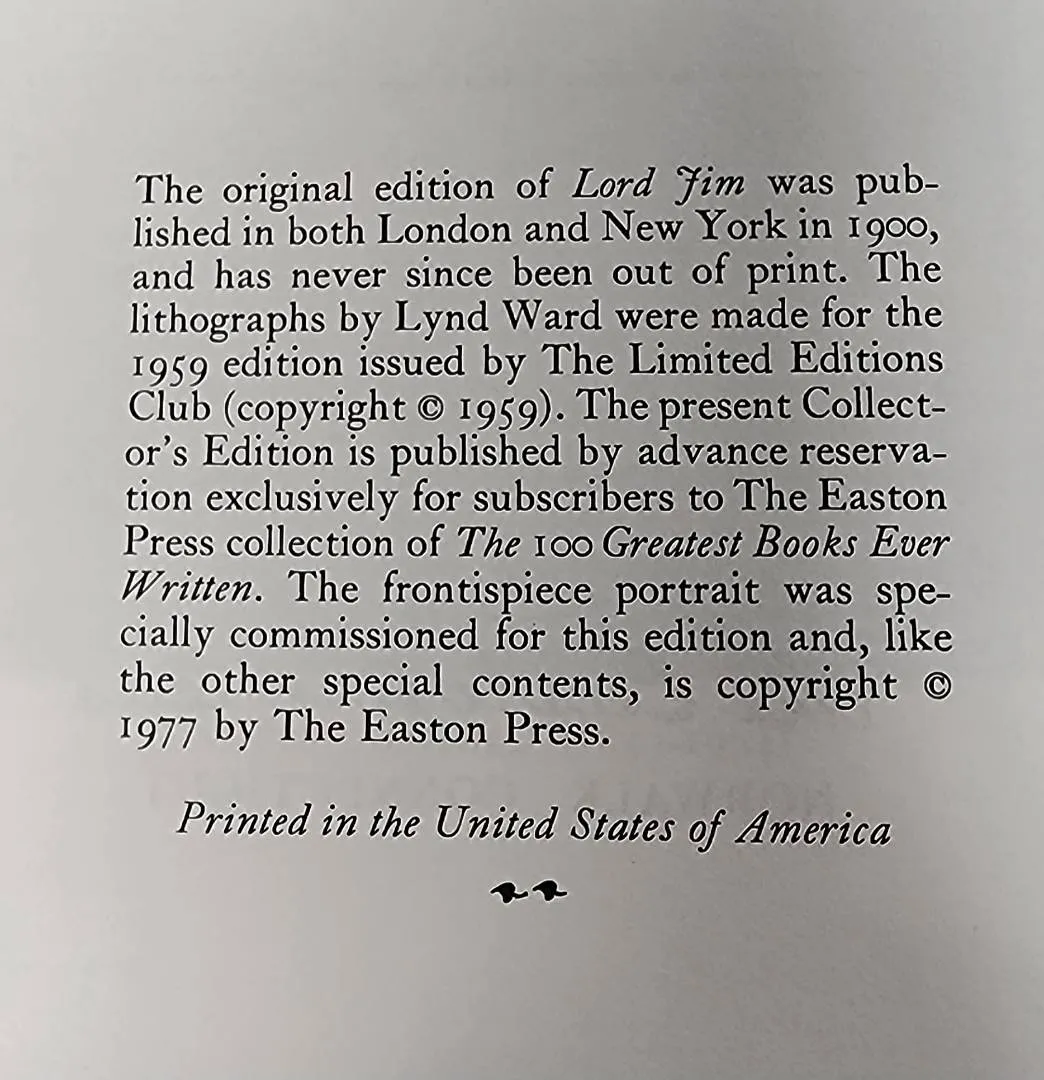 The original edition of Lord Jim was pub-
lished in both London and New York in 1900,
and has never since been out of print. The
lithographs by Lynd Ward were made for the
1959 edition issued by The Limited Editions
Club (copyright © 1959). The present Collect-
or's Edition is published by advance reserva-
tion exclusively for subscribers to The Easton
Press collection of The 100 Greatest Books Ever
Written. The frontispiece portrait was spe-
cially commissioned for this edition and, like
the other special contents, is copyright ©
1977 by The Easton Press.
Printed in the United States of America